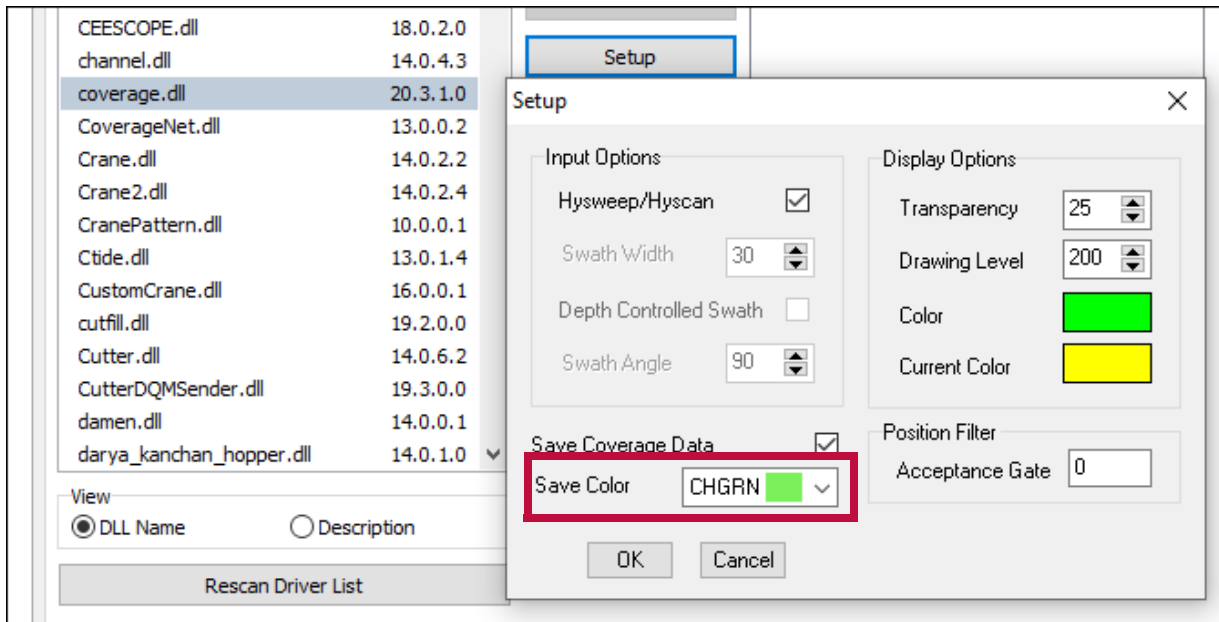 CEESCOPE.dll 18.0.2.0
channel.dll 14.0.4.3
coverage.dll 20.3.1.0
CoverageNet.dll 13.0.0.2
Crane.dll 14.0.2.2
Crane2.dll 14.0.2.4
CranePattern.dll 10.0.0.1
Ctide.dll 13.0.1.4
CustomCrane.dll 16.0.0.1
cutfill.dll 19.2.0.0
Cutter.dll 14.0.6.2
CutterDQMSender.dll 19.3.0.0
damen.dll 14.0.0.1
darya_kanchan_hopper.dll 14.0.1.0
View
DLL Name Description
Rescan Driver List
Setup
Setup
Input Options
Hysweep/Hyscan
Swath Width 30
Depth Controlled Swath
Swath Angle 90
Save Coverage Data
Save Color CHGRN
Display Options
Transparency 25
Drawing Level 200
Color
Current Color
Position Filter
Acceptance Gate 0
OK Cancel